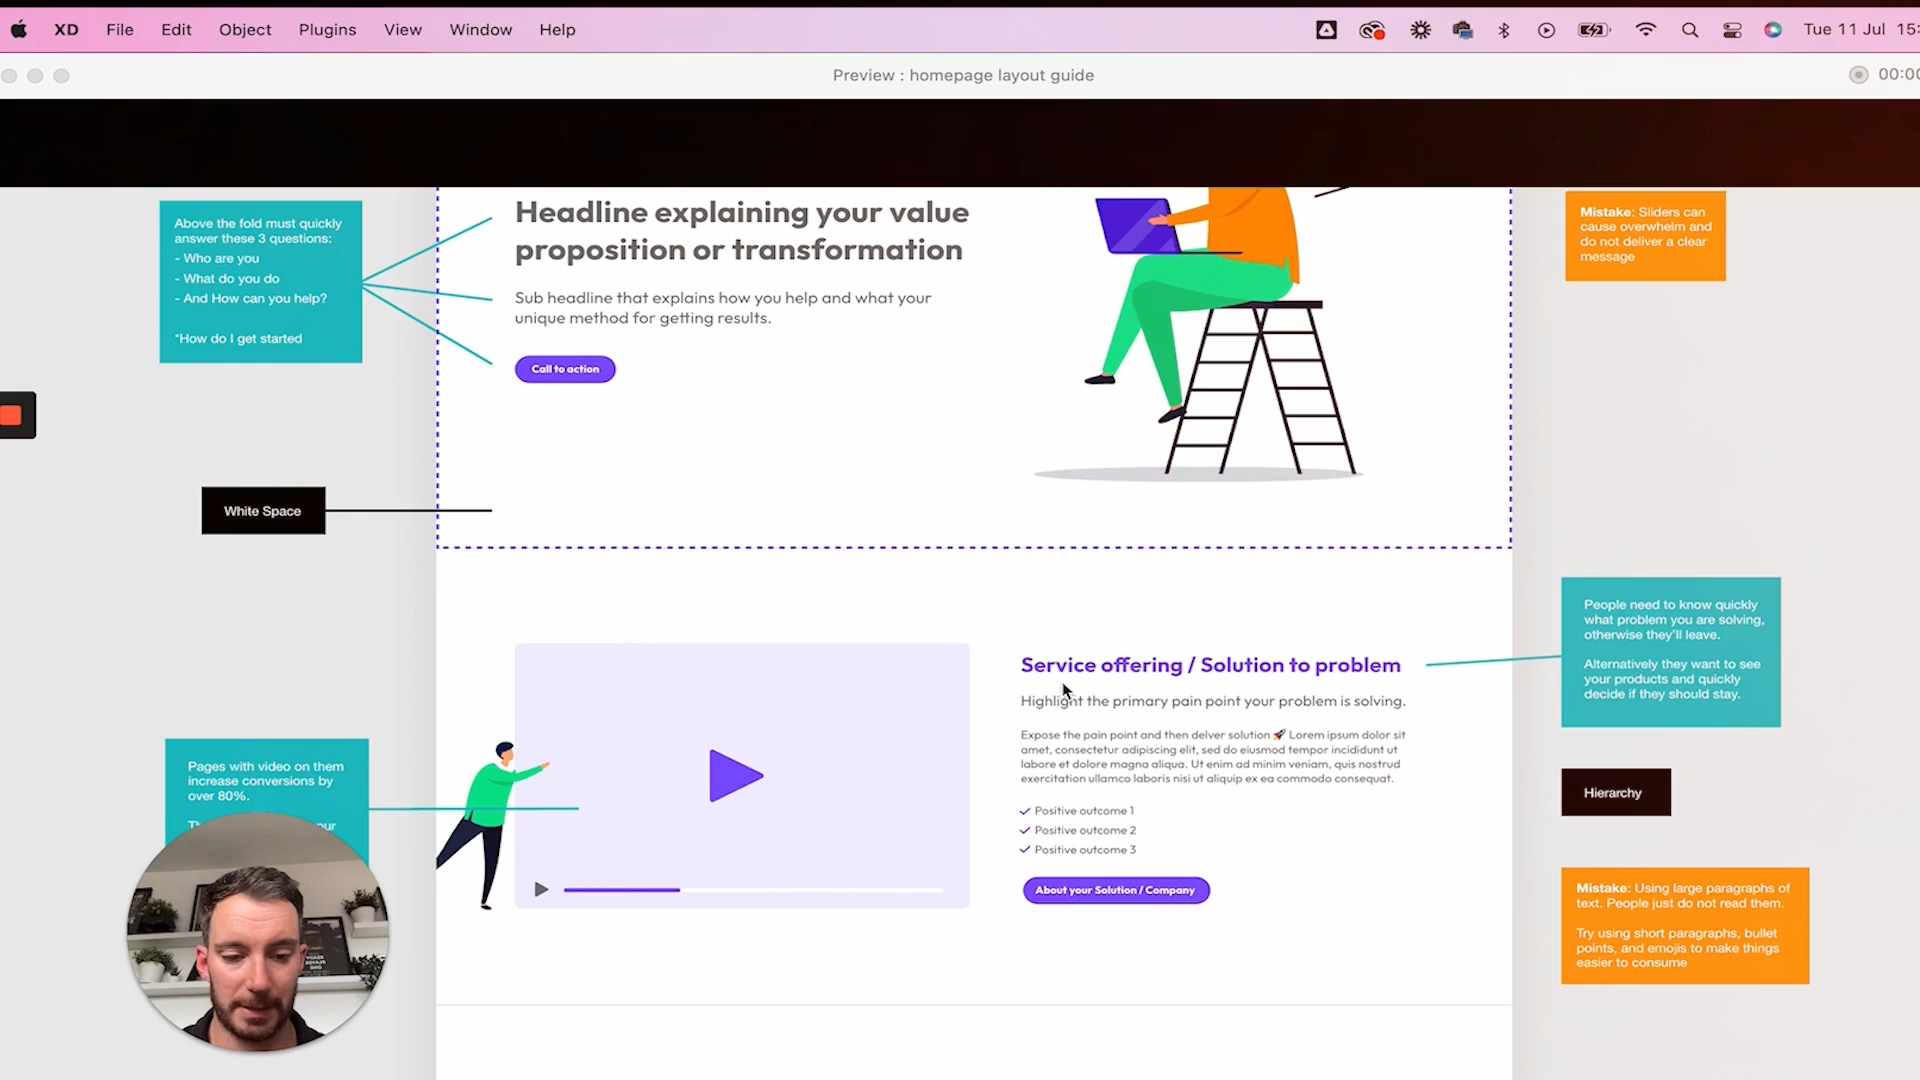 XD File Edit Object Plugins View Window Help
Tue 11 Jul
Preview : homepage layout guide
Above the fold must quickly
answer these 3 questions:
- Who are you
- What do you do
- And How can you help?
*How do I get started
Headline explaining your value
proposition or transformation
Sub headline that explains how you help and what your
unique method for getting results.
Call to action
Mistake: Sliders can
cause overwhelm and
do not deliver a clear
message
White Space
Service offering / Solution to problem
Highlight the primary pain point your problem is solving.
Expose the pain point and then delver solution 🚀 Lorem ipsum dolor sit
amet, consectetur adipiscing elit, sed do eiusmod tempor incididunt ut
labore et dolore magna aliqua. Ut enim ad minim veniam, quis nostrud
exercitation ullamco laboris nisi ut aliquip ex ea commodo consequat.
Positive outcome 1
Positive outcome 2
Positive outcome 3
About your Solution / Company
People need to know quickly
what problem you are solving,
otherwise they'll leave.
Alternatively they want to see
your products and quickly
decide if they should stay.
Hierarchy
Pages with video on them
increase conversions by
over 80%.
Mistake: Using large paragraphs of
text. People just do not read them.
Try using short paragraphs, bullet
points, and emojis to make things
easier to consume